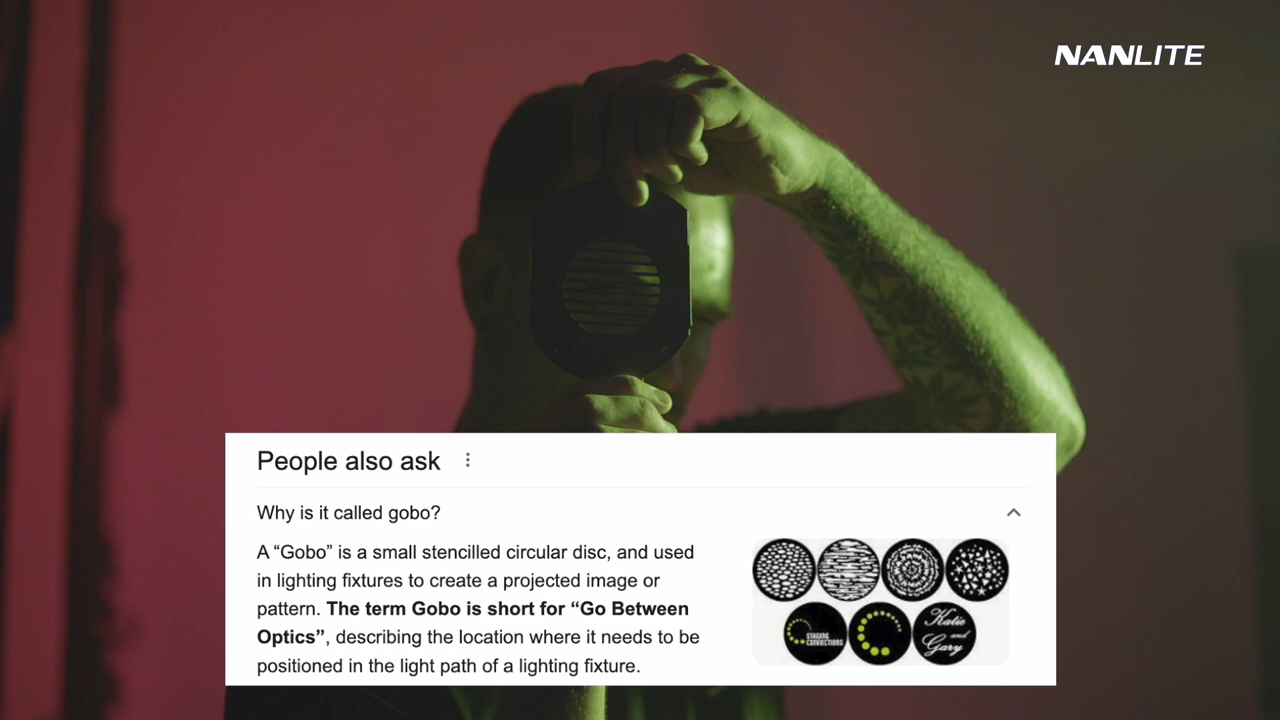 NANLITE
People also ask
Why is it called gobo?
A “Gobo” is a small stencilled circular disc, and used
in lighting fixtures to create a projected image or
pattern. The term Gobo is short for “Go Between
Optics”, describing the location where it needs to be
positioned in the light path of a lighting fixture.
STAGING
CONNECTIONS
Katie
and
Gary